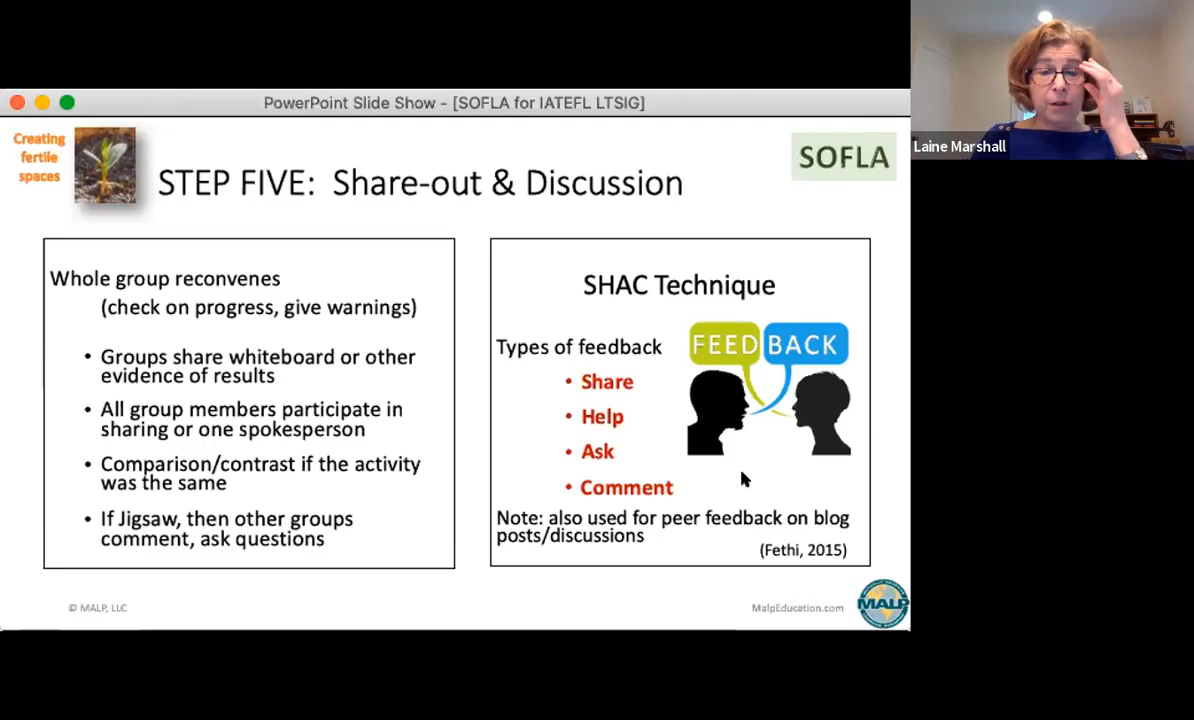 PowerPoint Slide Show - [SOFLA for IATEFL LTSIG]
Creating
fertile
spaces
STEP FIVE: Share-out & Discussion
SOFLA
Laine Marshall
Whole group reconvenes
(check on progress, give warnings)
• Groups share whiteboard or other
evidence of results
• All group members participate in
sharing or one spokesperson
• Comparison/contrast if the activity
was the same
• If Jigsaw, then other groups
comment, ask questions
SHAC Technique
Types of feedback
FEEDBACK
• Share
• Help
• Ask
• Comment
Note: also used for peer feedback on blog
posts/discussions
(Fethi, 2015)
© MALP, LLC
MalpEducation.com
MALP